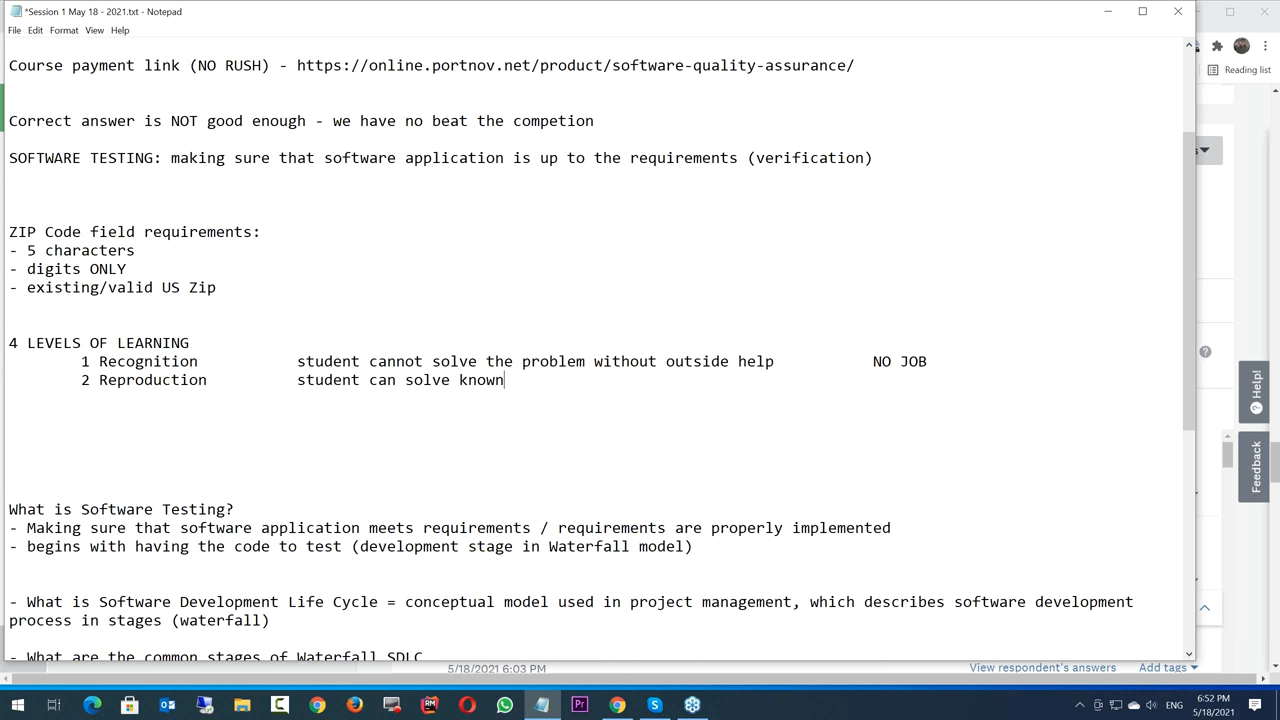 *Session 1 May 18 - 2021.txt - Notepad
File Edit Format View Help
Reading list
Course payment link (NO RUSH) - https://online.portnov.net/product/software-quality-assurance/
Correct answer is NOT good enough - we have no beat the competion
SOFTWARE TESTING: making sure that software application is up to the requirements (verification)
ZIP Code field requirements:
- 5 characters
- digits ONLY
- existing/valid US Zip
4 LEVELS OF LEARNING
1 Recognition student cannot solve the problem without outside help NO JOB
2 Reproduction student can solve known
Help!
Feedback
What is Software Testing?
- Making sure that software application meets requirements / requirements are properly implemented
- begins with having the code to test (development stage in Waterfall model)
- What is Software Development Life Cycle = conceptual model used in project management, which describes software development
process in stages (waterfall)
- What are the common stages of Waterfall SDLC
5/18/2021 6:03 PM View respondent's answers Add tags
ENG 6:52 PM
5/18/2021